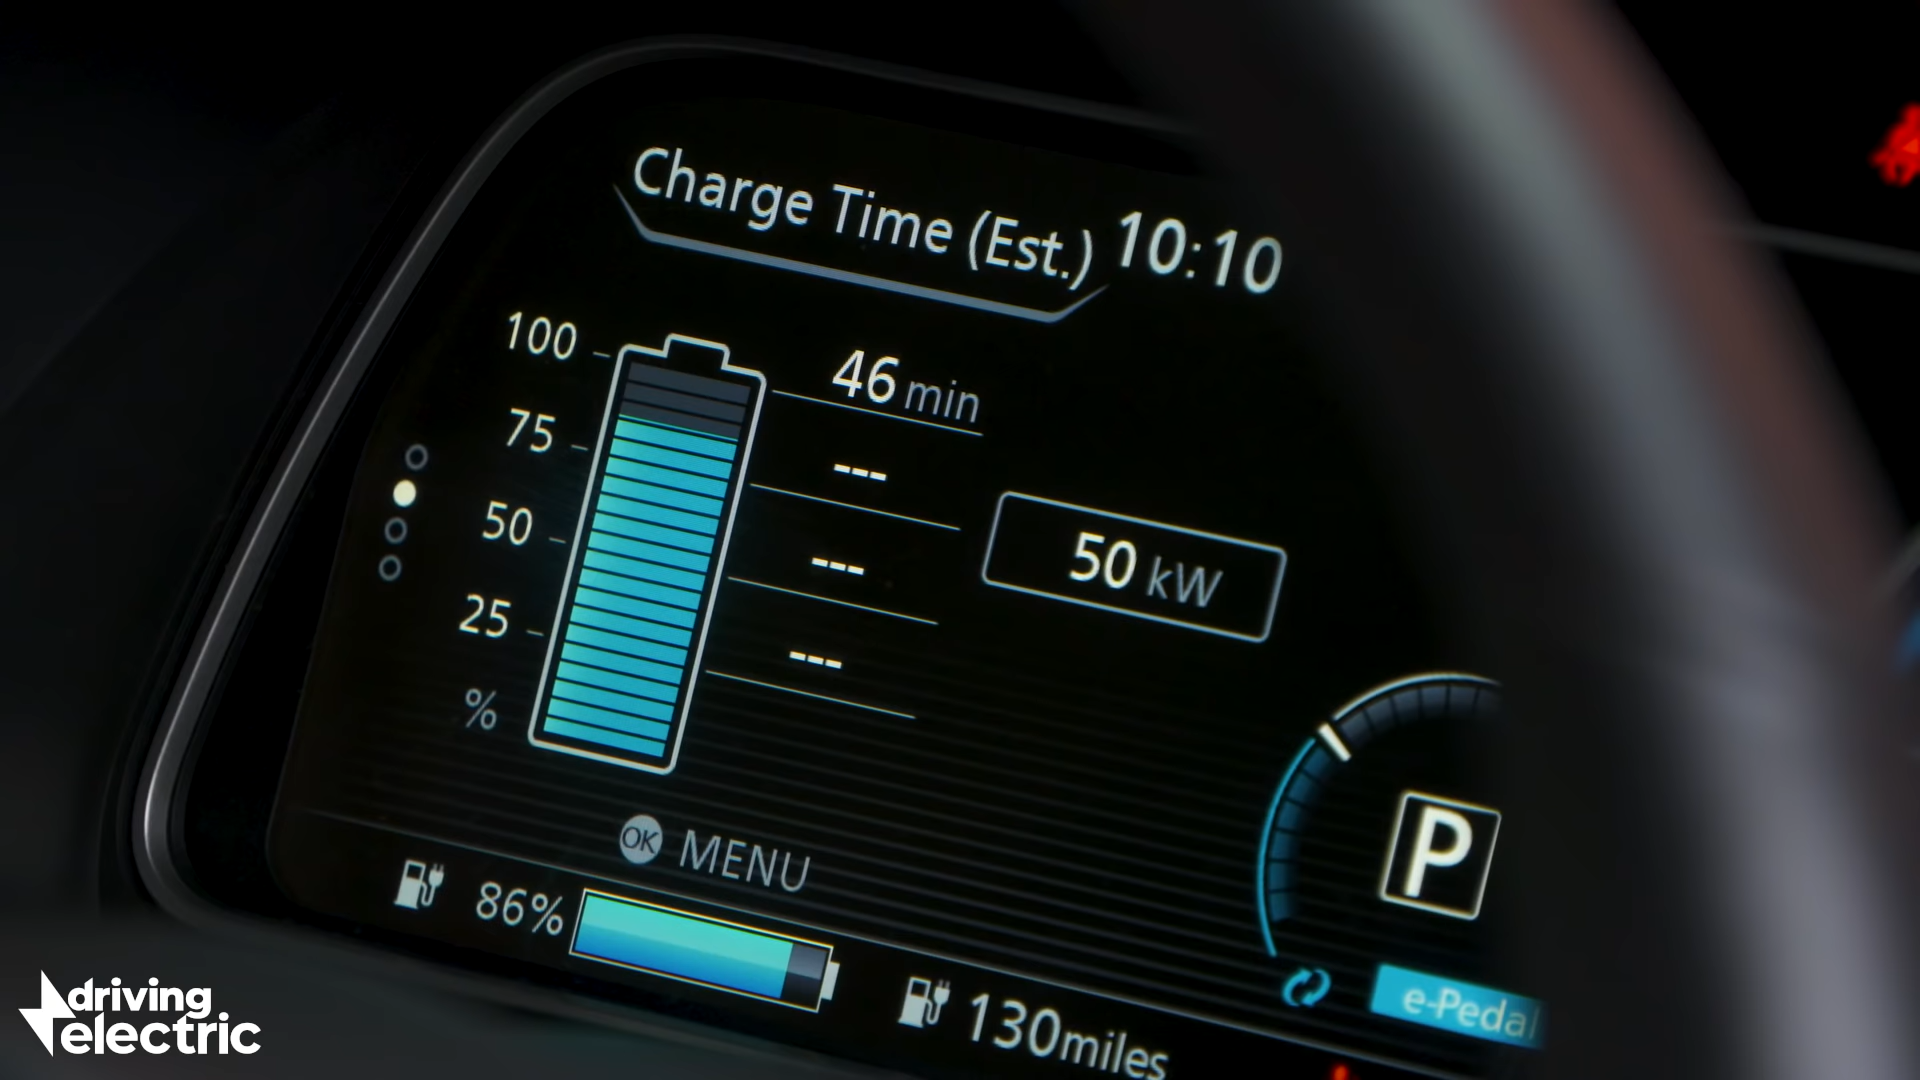 Charge Time (Est.) 10:10
100
46 min
75
---
50
---
50 kW
25
---
%
OK MENU
P
86%
130miles
e-Pedal
driving
electric